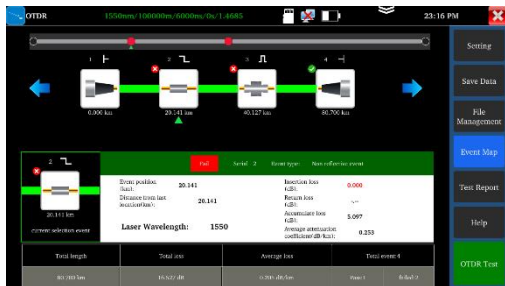 OTDR
1550nm/100000m/6000ns/0s/1.4685
23:16 PM
Setting
Save Data
File Management
Event Map
Test Report
Help
OTDR Test
1
2
3
4
0.000 km
20.141 km
40.127 km
80.700 km
2
20.141 km
current selection event
Fail
Serial 2
Event type: Non reflective event
Event position (km): 20.141
Distance from last location(km): 20.141
Laser Wavelength: 1550
Insertion loss (dB): 0.000
Return loss (dB): -.--
Accumulate loss (dB): 5.097
Average attenuation coefficient(dB/km): 0.253
Total length
Total loss
Average loss
Total event 4
16.527 dB